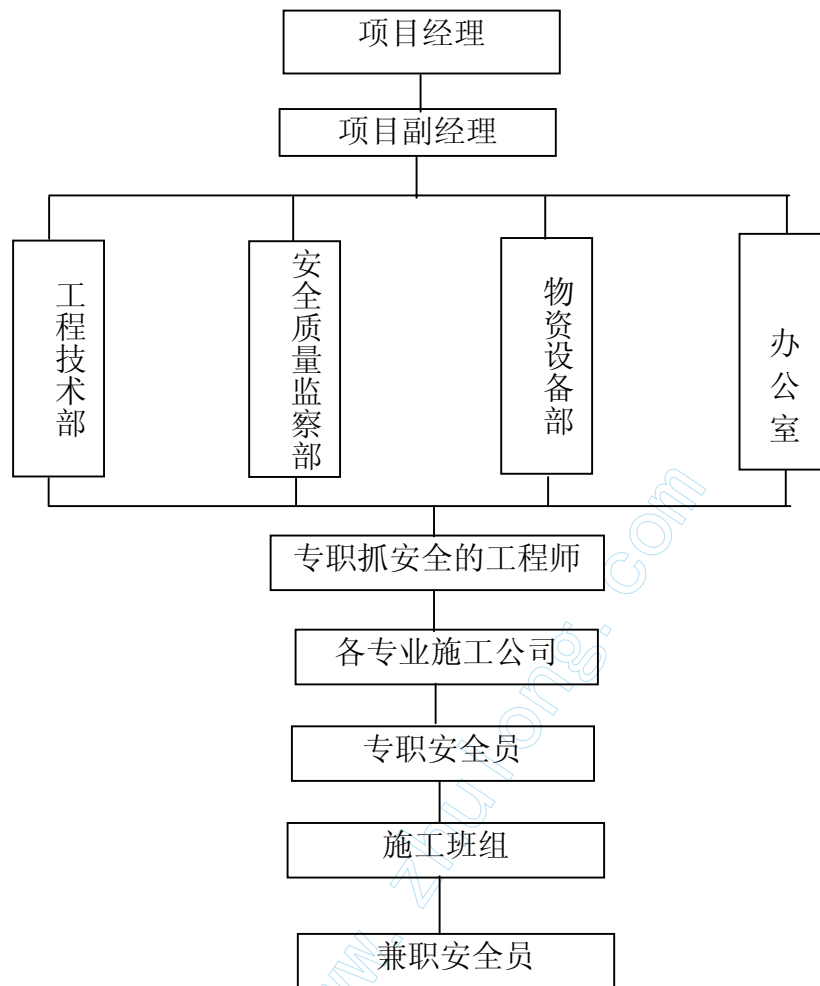 项目经理
项目副经理
工程技术部
安全质量监察部
物资设备部
办公室
专职抓安全的工程师
各专业施工公司
专职安全员
施工班组
兼职安全员
www.zhulong.com